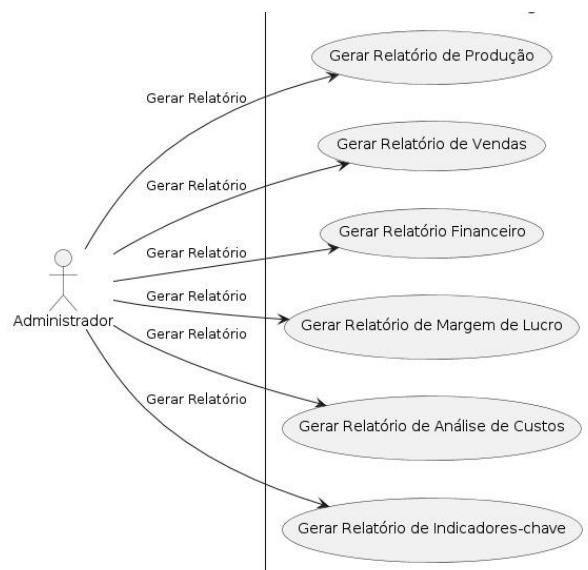 Gerar Relatório de Produção
Gerar Relatório
Gerar Relatório de Vendas
Gerar Relatório
Gerar Relatório Financeiro
Gerar Relatório
Gerar Relatório
Administrador
Gerar Relatório de Margem de Lucro
Gerar Relatório
Gerar Relatório de Análise de Custos
Gerar Relatório
Gerar Relatório de Indicadores-chave